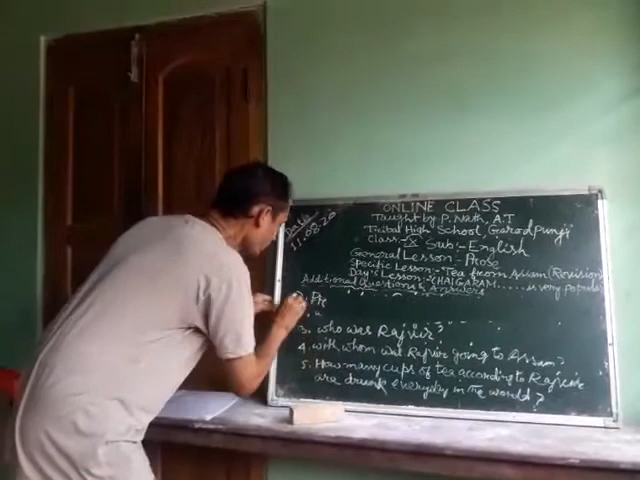 Date
11.08.20
ONLINE CLASS
Taught by P. Nath, A.T
Tribal High School, Garodpunji
Class:- IX Sub:- English
General Lesson:- Prose
Specific Lesson:- Tea from Assam (Revision)
Day's Lesson:- CHAIGARAM...... is very popular
Additional Questions & Answers
3. who was Rajvir?
4. with whom was Rajvir going to Assam?
5. How many cups of tea according to Rajvir
are drunk everyday in the world?